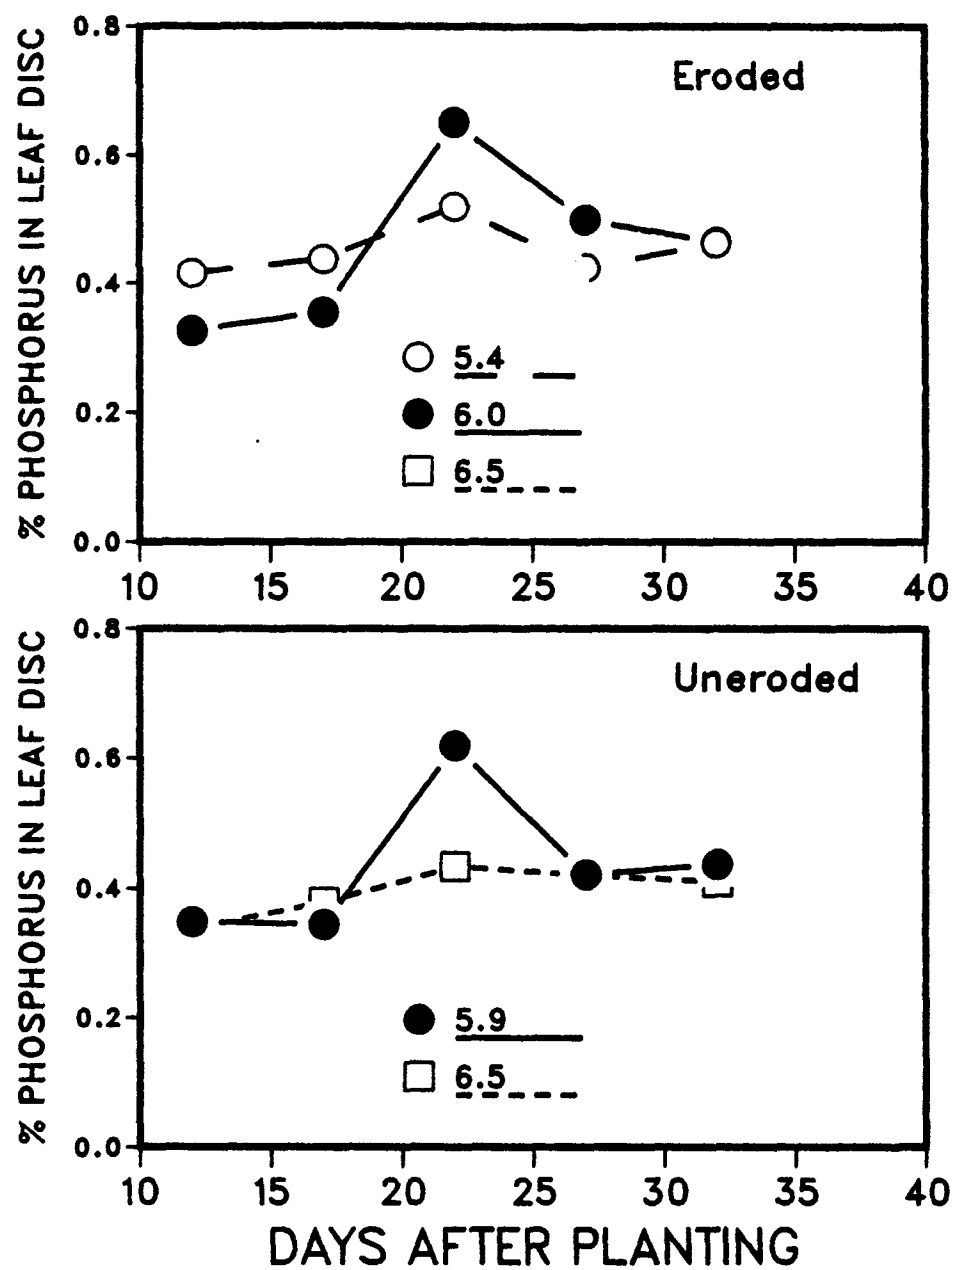 % PHOSPHORUS IN LEAF DISC
0.8
0.6
0.4
0.2
0.0
Eroded
5.4
6.0
6.5
10 15 20 25 30 35 40
% PHOSPHORUS IN LEAF DISC
0.8
0.6
0.4
0.2
0.0
Uneroded
5.9
6.5
10 15 20 25 30 35 40
DAYS AFTER PLANTING